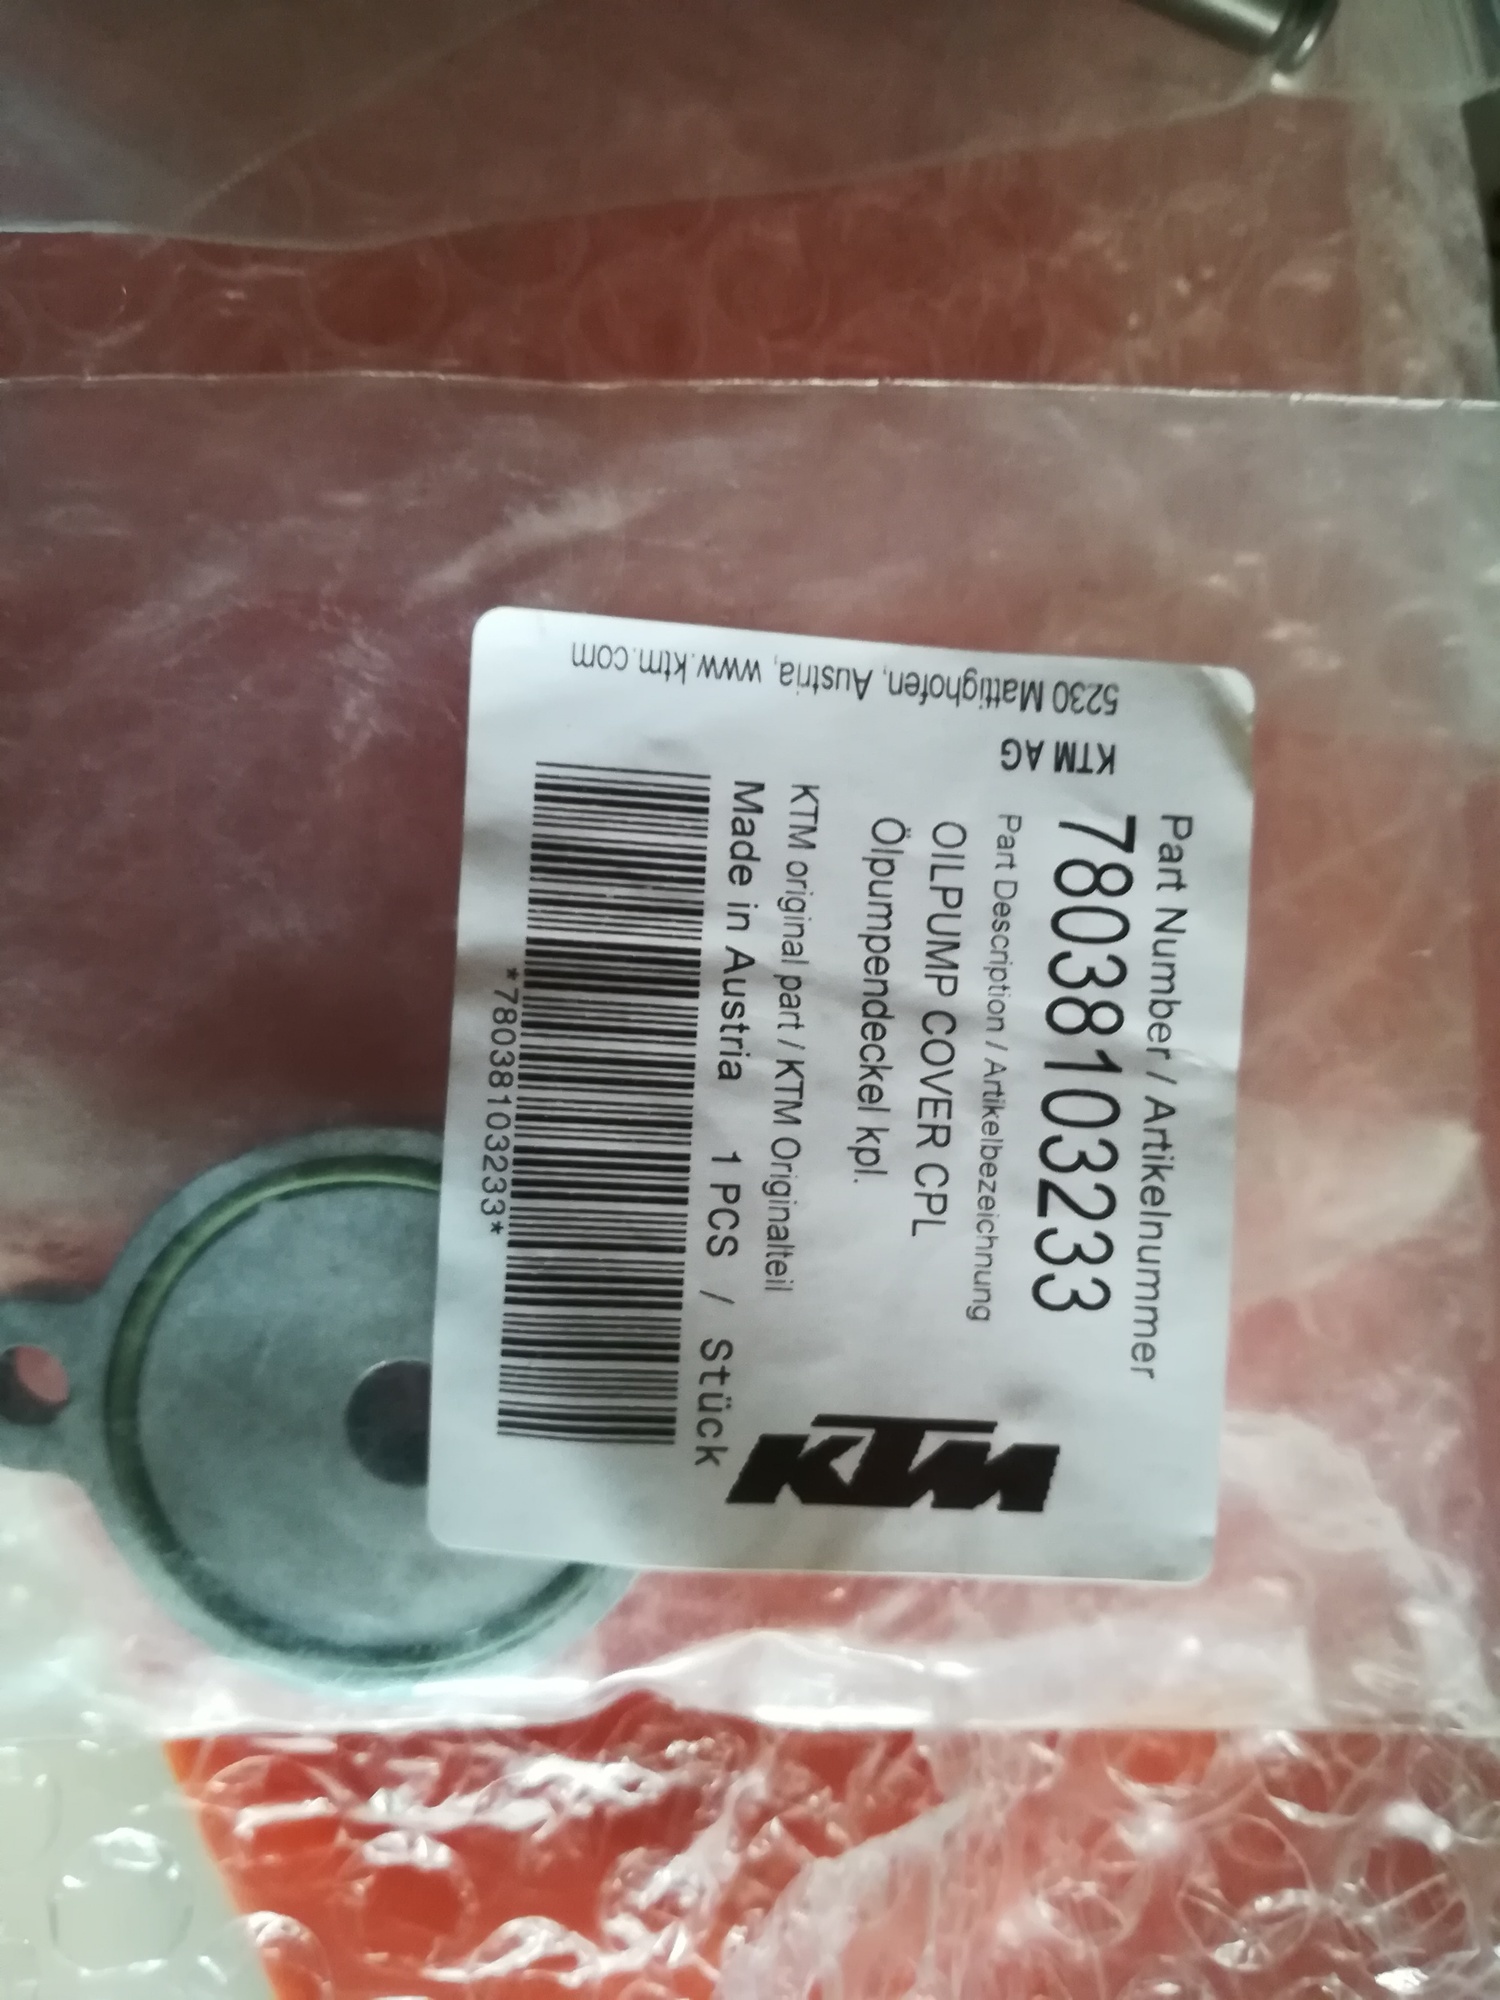 Part Number / Artikelnummer
78038103233
Part Description / Artikelbezeichnung
OILPUMP COVER CPL
Ölpumpendeckel kpl.
KTM original part / KTM Originalteil
Made in Austria 1 PCS / Stück
*78038103233*
KTM
KTM AG
5230 Mattighofen, Austria, www.ktm.com